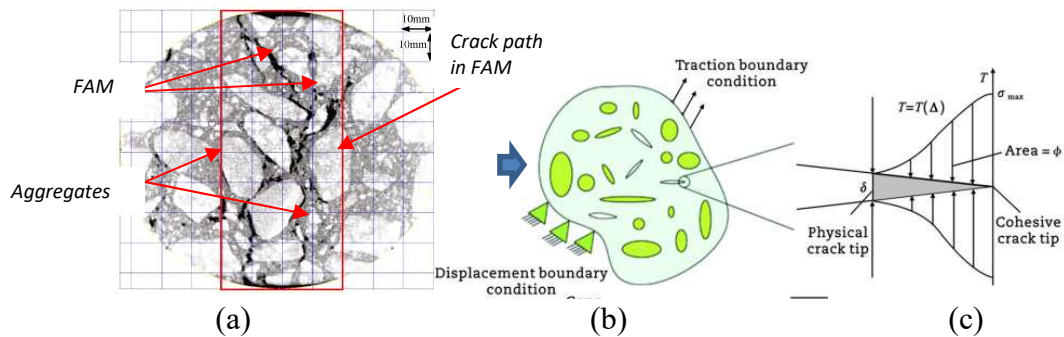 10mm
10mm
FAM
Crack path
in FAM
Aggregates
(a)
Traction boundary
condition
Displacement boundary
condition
(b)
T
σmax
T=T(Δ)
Area = ϕ
δ
Physical
crack tip
Cohesive
crack tip
(c)